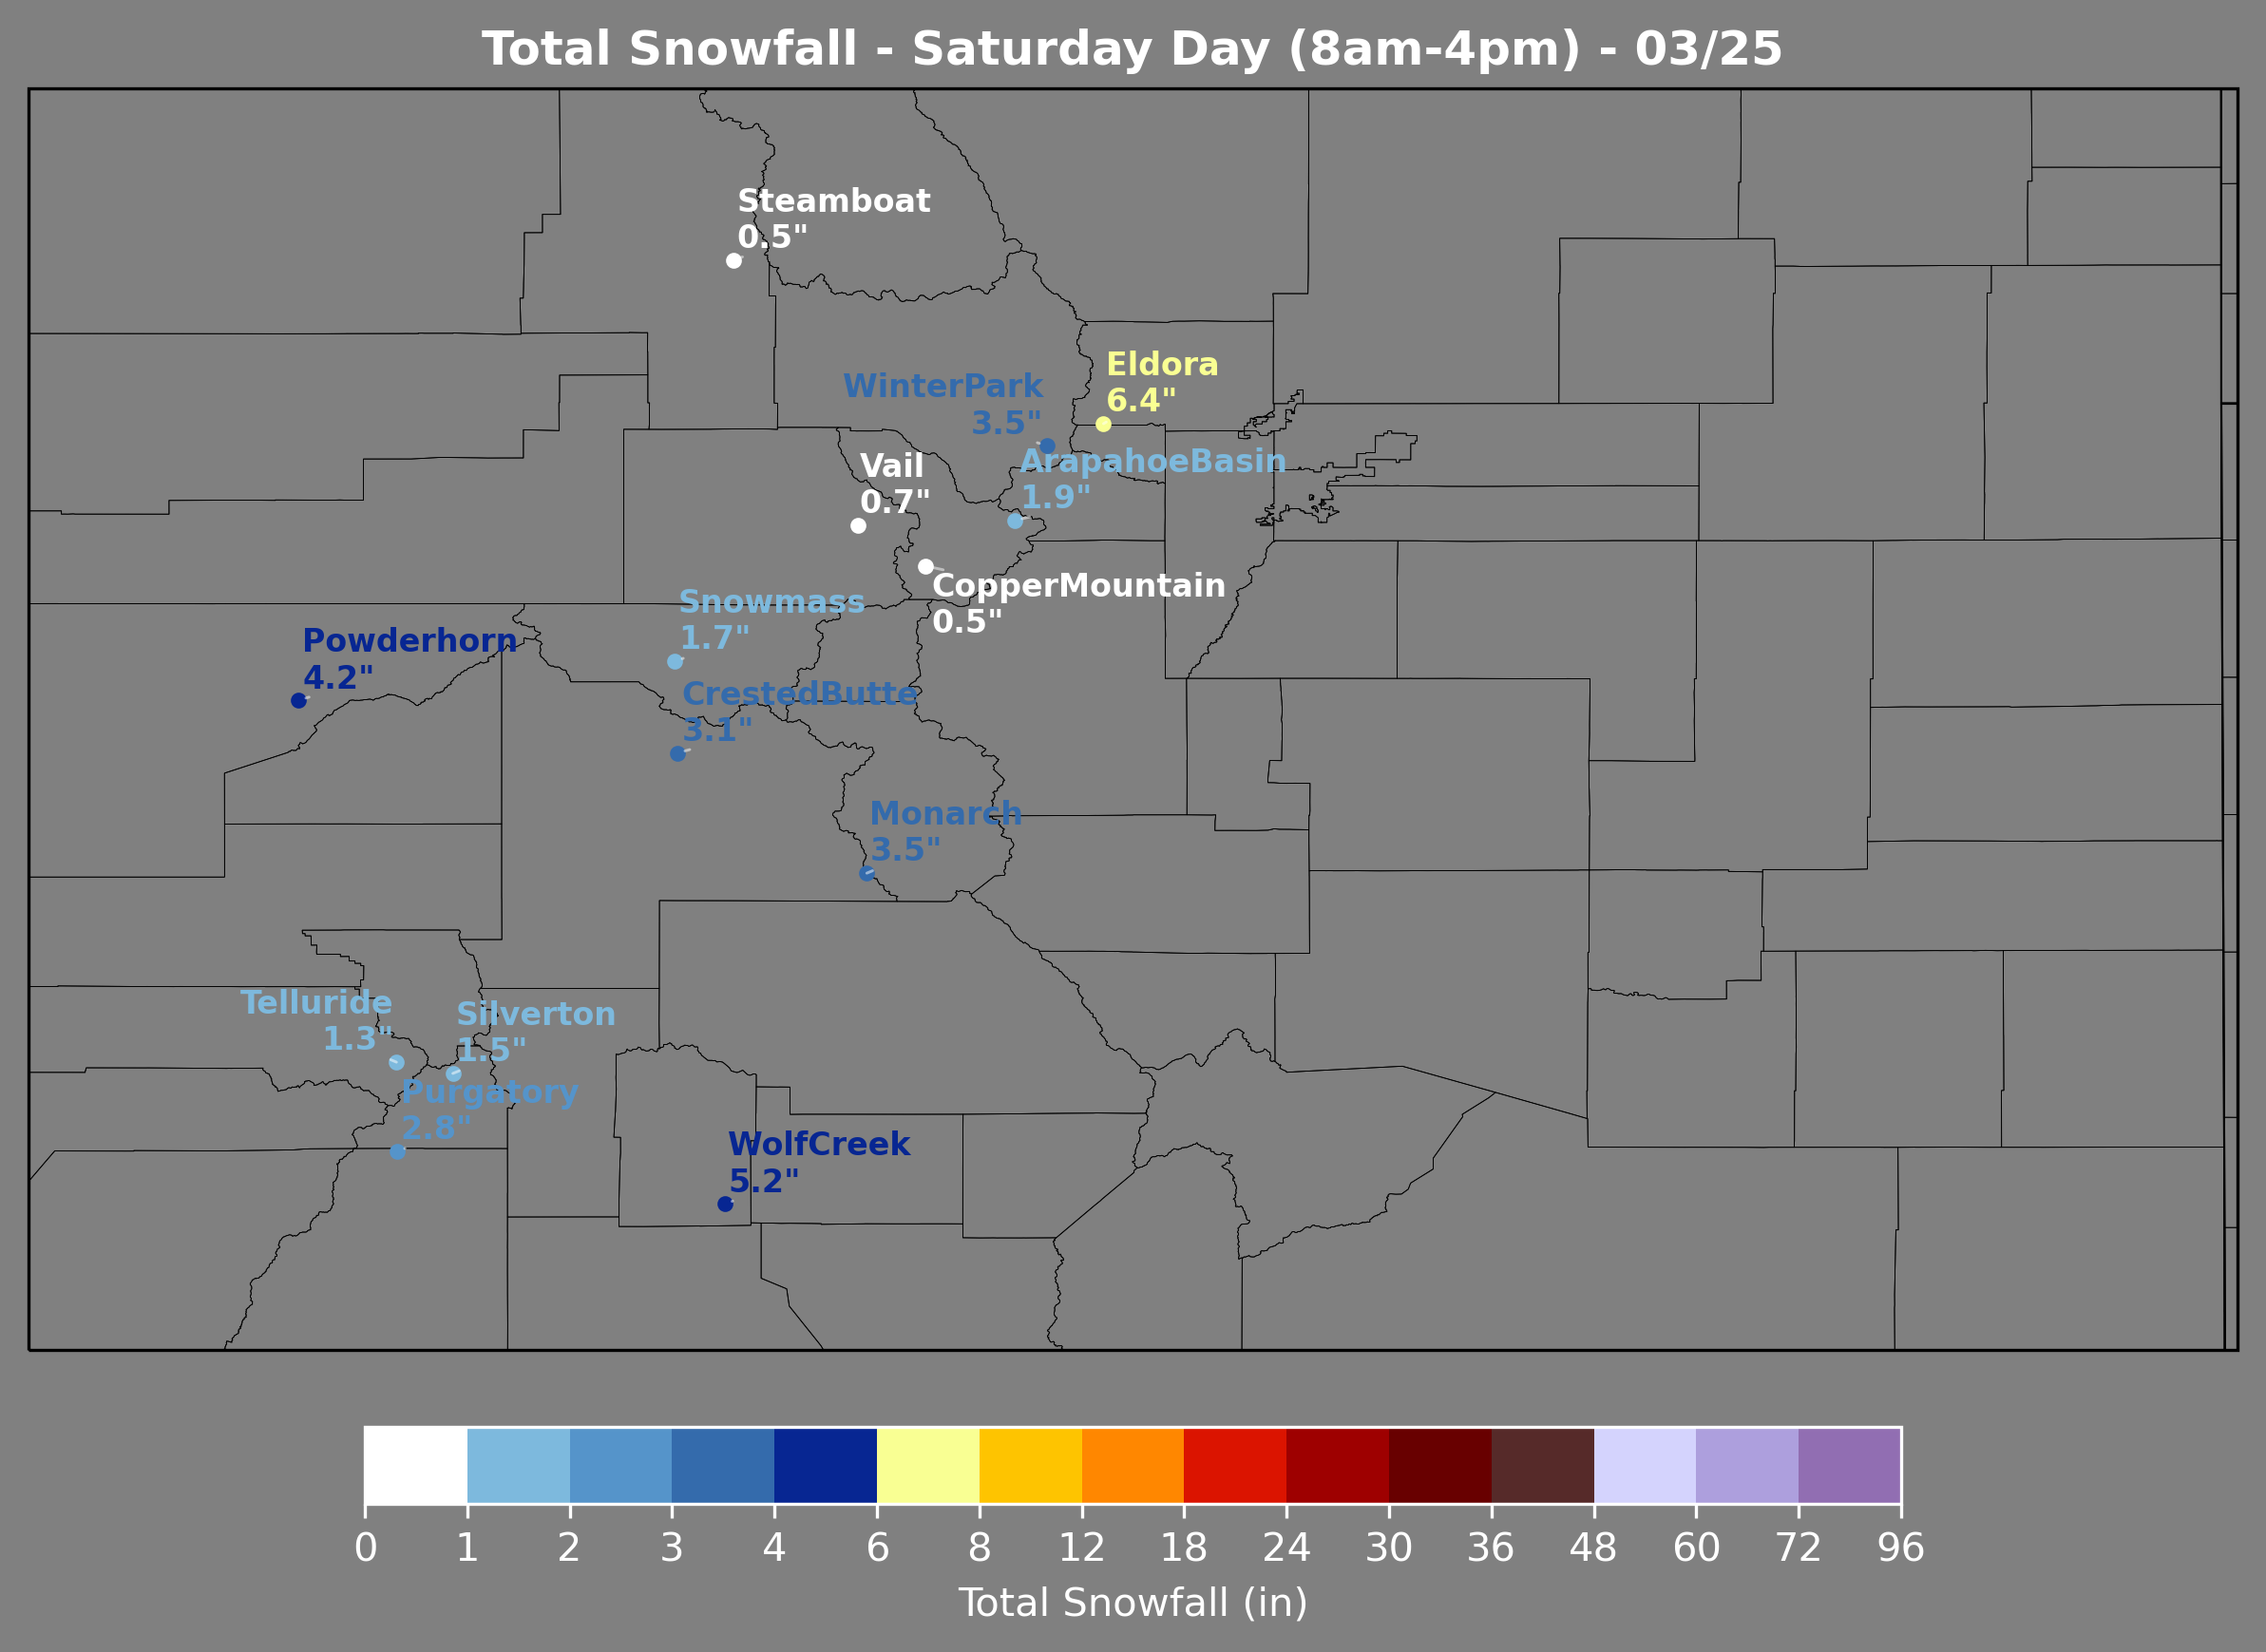 Total Snowfall - Saturday Day (8am-4pm) - 03/25
Steamboat
0.5"
Eldora
6.4"
WinterPark
3.5"
ArapahoeBasin
1.9"
Vail
0.7"
CopperMountain
0.5"
Snowmass
1.7"
Powderhorn
4.2"
CrestedButte
3.1"
Monarch
3.5"
Telluride
1.3"
Silverton
1.5"
Purgatory
2.8"
WolfCreek
5.2"
0 1 2 3 4 6 8 12 18 24 30 36 48 60 72 96
Total Snowfall (in)